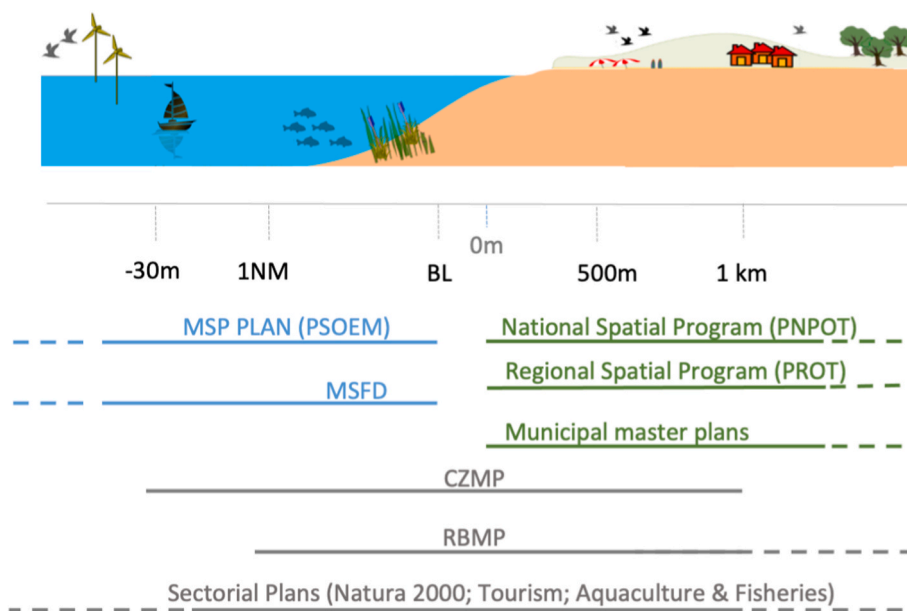 0m
-30m 1NM BL 500m 1 km
MSP PLAN (PSOEM) National Spatial Program (PNPOT)
Regional Spatial Program (PROT)
MSFD
Municipal master plans
CZMP
RBMP
Sectorial Plans (Natura 2000; Tourism; Aquaculture & Fisheries)